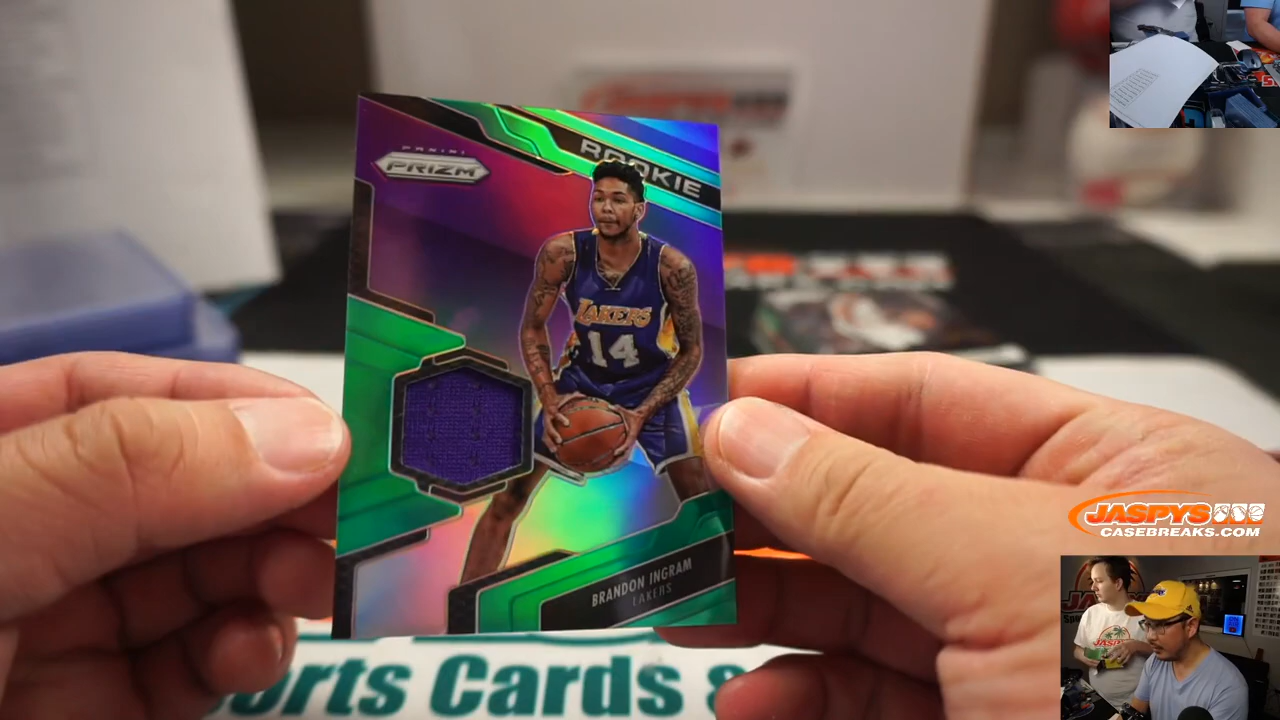 PANINI
PRIZM
ROOKIE
LAKERS
14
BRANDON INGRAM
LAKERS
JASPYS
CASEBREAKS.COM
orts Cards &